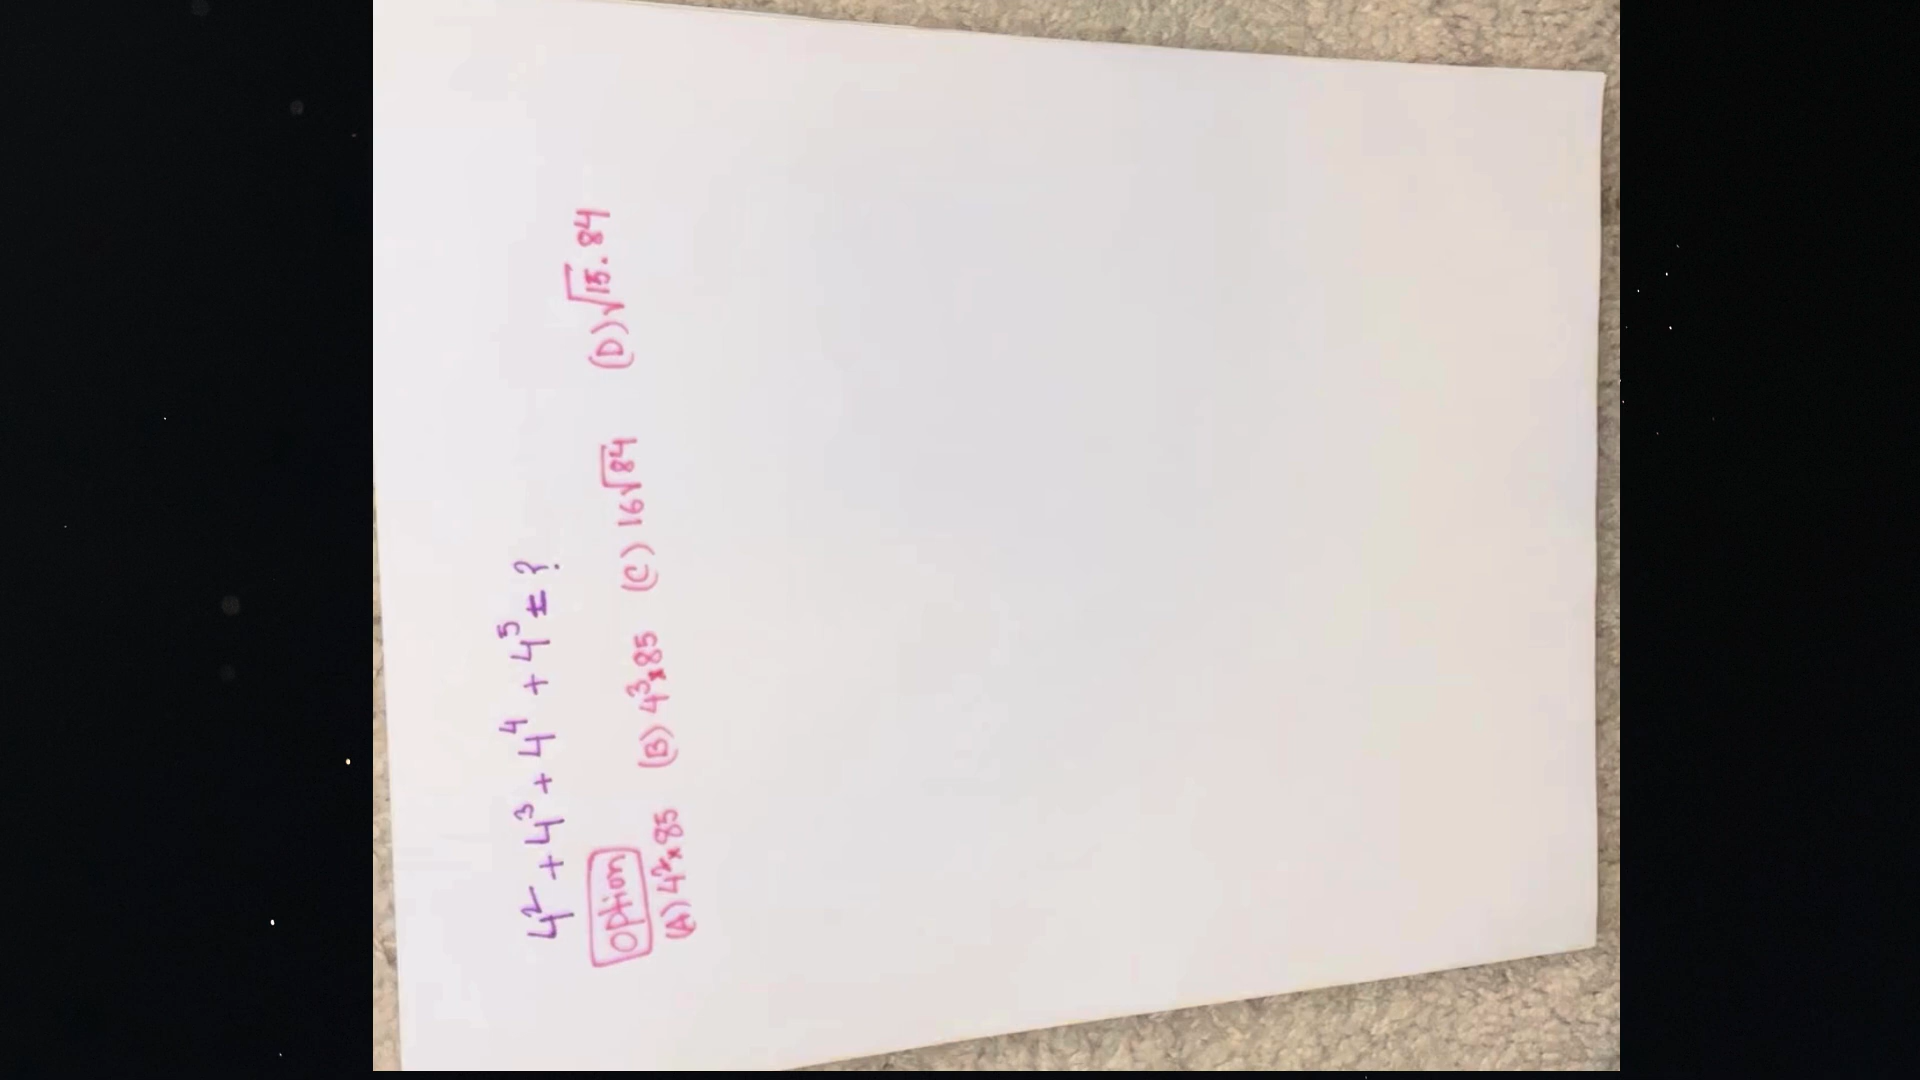 4² + 4³ + 4⁴ + 4⁵ = ?
Option
(A) 4² x 85 (B) 4³ x 85 (C) 16√84 (D) √15 . 84